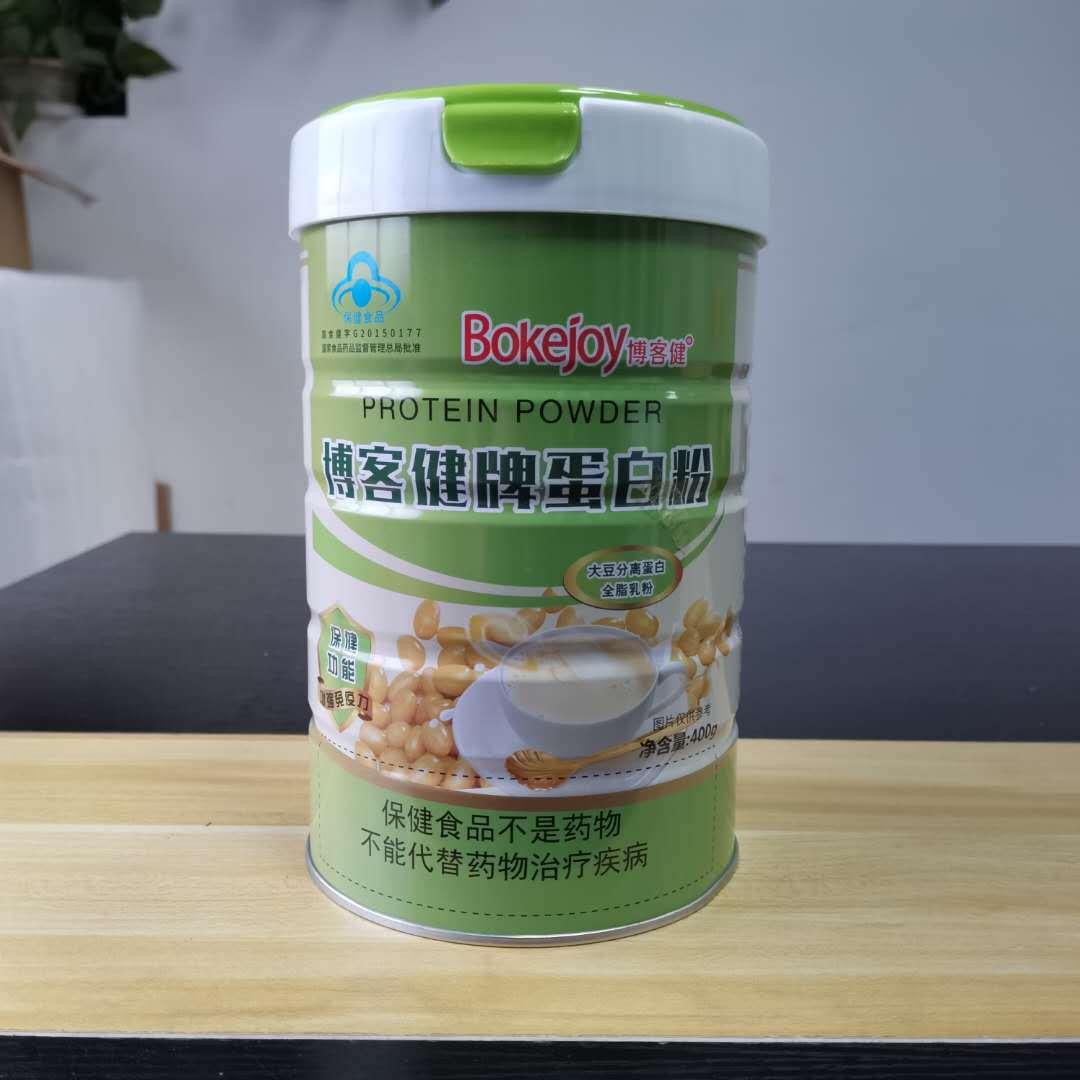 保健食品
国食健字G20150177
国家食品药品监督管理总局批准
Bokejoy博客健®
PROTEIN POWDER
博客健牌蛋白粉
大豆分离蛋白
全脂乳粉
保健
功能
增强免疫力
图片仅供参考
净含量:400g
保健食品不是药物
不能代替药物治疗疾病